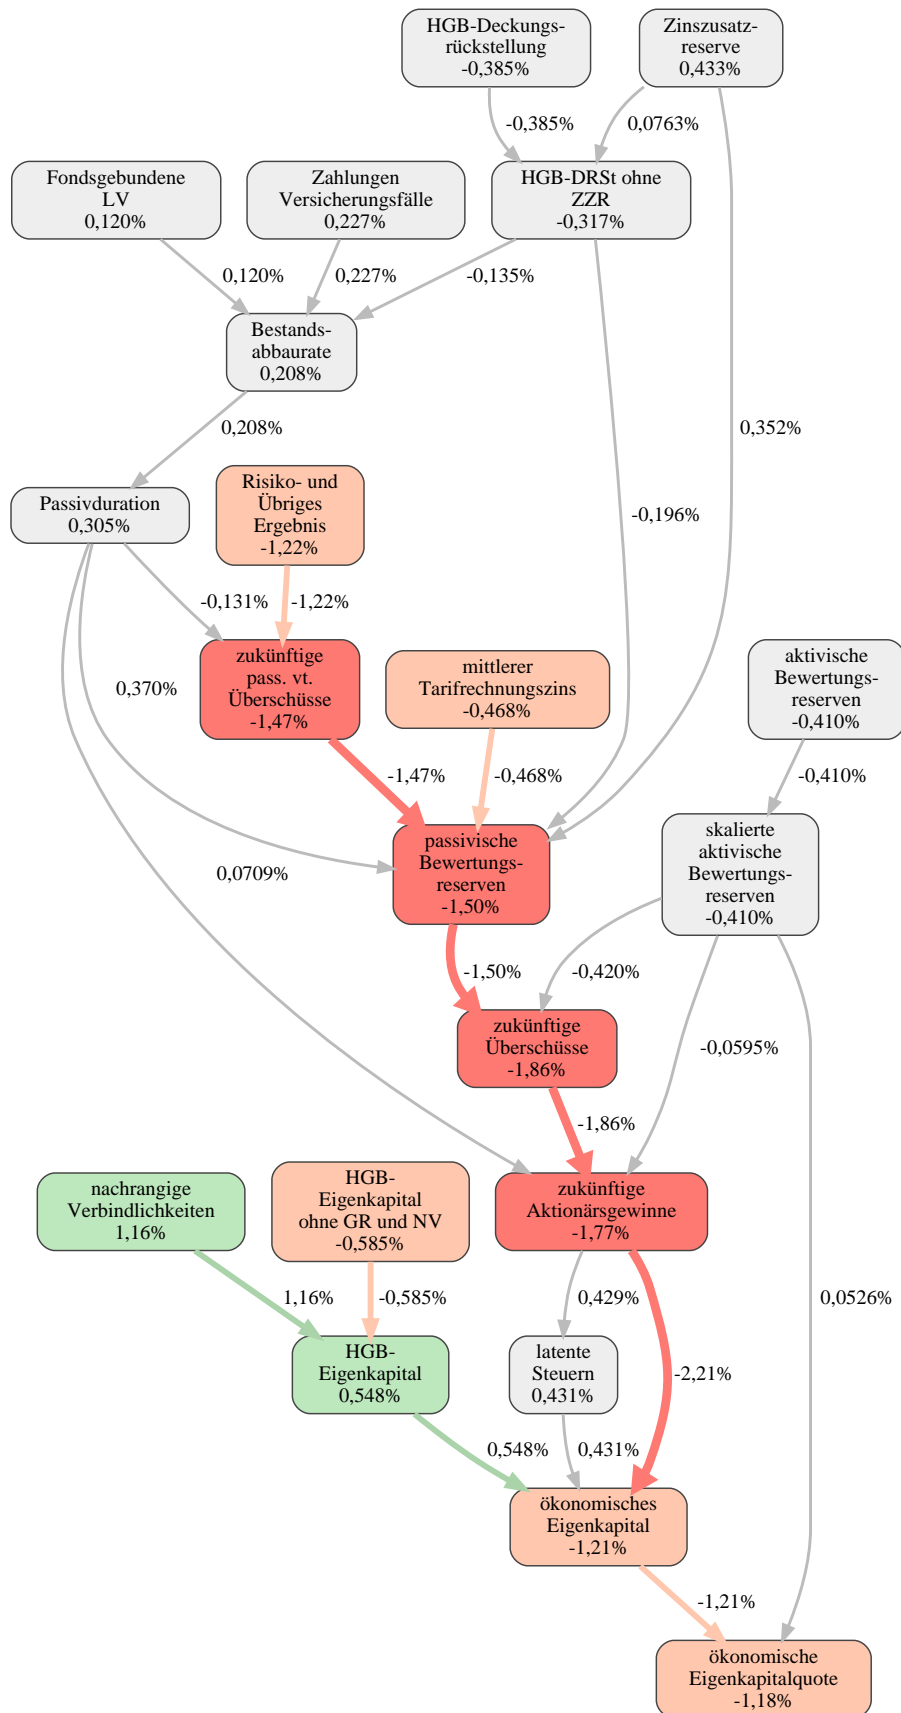 HGB-Deckungs-
rückstellung
-0,385%
Zinszusatz-
reserve
0,433%
-0,385%
0,0763%
Fondsgebundene
LV
0,120%
Zahlungen
Versicherungsfälle
0,227%
HGB-DRSt ohne
ZZR
-0,317%
0,120%
0,227%
-0,135%
Bestands-
abbaurate
0,208%
0,208%
0,352%
Passivduration
0,305%
Risiko- und
Übriges
Ergebnis
-1,22%
-0,196%
-0,131%
-1,22%
zukünftige
pass. vt.
Überschüsse
-1,47%
mittlerer
Tarifrechnungszins
-0,468%
aktivische
Bewertungs-
reserven
-0,410%
0,370%
-1,47%
-0,468%
-0,410%
passivische
Bewertungs-
reserven
-1,50%
skalierte
aktivische
Bewertungs-
reserven
-0,410%
0,0709%
-1,50%
-0,420%
zukünftige
Überschüsse
-1,86%
-0,0595%
-1,86%
nachrangige
Verbindlichkeiten
1,16%
HGB-
Eigenkapital
ohne GR und NV
-0,585%
zukünftige
Aktionärsgewinne
-1,77%
1,16%
-0,585%
0,429%
0,0526%
HGB-
Eigenkapital
0,548%
latente
Steuern
0,431%
-2,21%
0,548%
0,431%
ökonomisches
Eigenkapital
-1,21%
-1,21%
ökonomische
Eigenkapitalquote
-1,18%